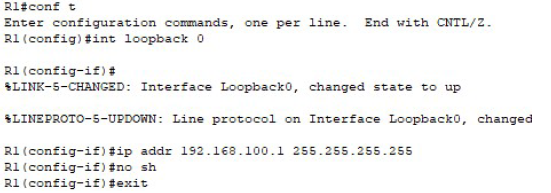 R1#conf t
Enter configuration commands, one per line.  End with CNTL/Z.
R1(config)#int loopback 0
R1(config-if)#
%LINK-5-CHANGED: Interface Loopback0, changed state to up
%LINEPROTO-5-UPDOWN: Line protocol on Interface Loopback0, changed
R1(config-if)#ip addr 192.168.100.1 255.255.255.255
R1(config-if)#no sh
R1(config-if)#exit